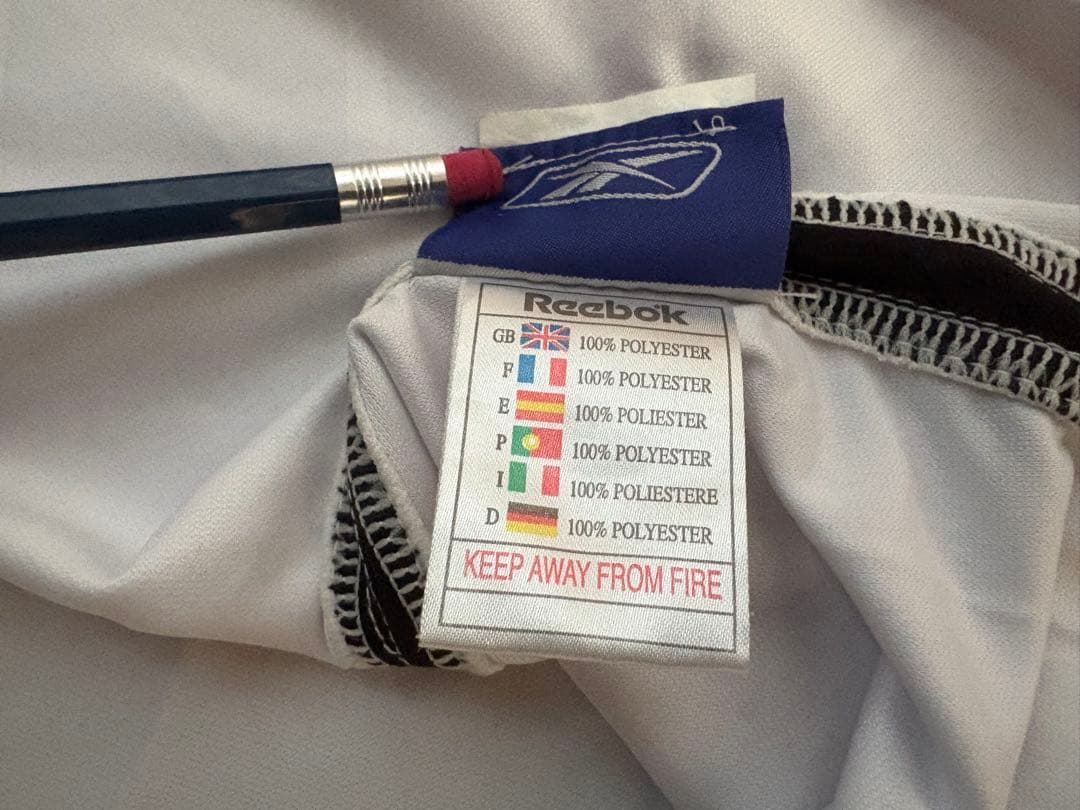 Reebok
GB 100% POLYESTER
F 100% POLYESTER
E 100% POLIESTER
P 100% POLYESTER
I 100% POLIESTERE
D 100% POLYESTER
KEEP AWAY FROM FIRE